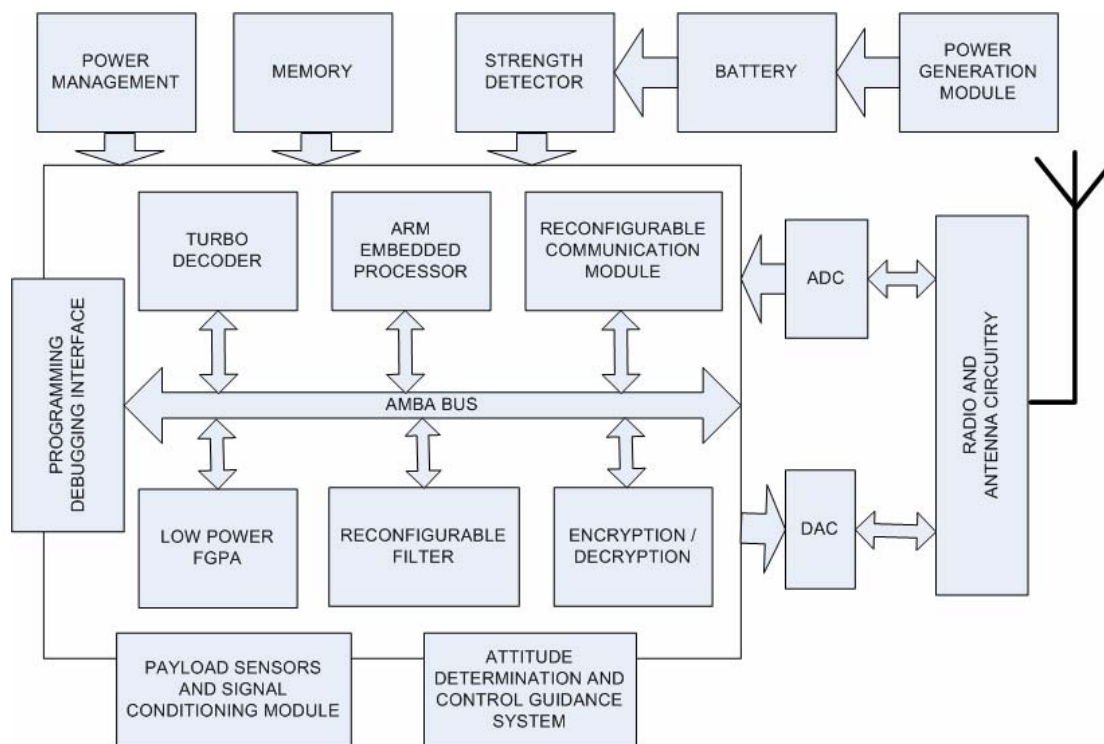 POWER
MANAGEMENT
MEMORY
STRENGTH
DETECTOR
BATTERY
POWER
GENERATION
MODULE
TURBO
DECODER
ARM
EMBEDDED
PROCESSOR
RECONFIGURABLE
COMMUNICATION
MODULE
ADC
PROGRAMMING
DEBUGGING INTERFACE
AMBA BUS
RADIO AND
ANTENNA CIRCUITRY
LOW POWER
FGPA
RECONFIGURABLE
FILTER
ENCRYPTION /
DECRYPTION
DAC
PAYLOAD SENSORS
AND SIGNAL
CONDITIONING MODULE
ATTITUDE
DETERMINATION AND
CONTROL GUIDANCE
SYSTEM